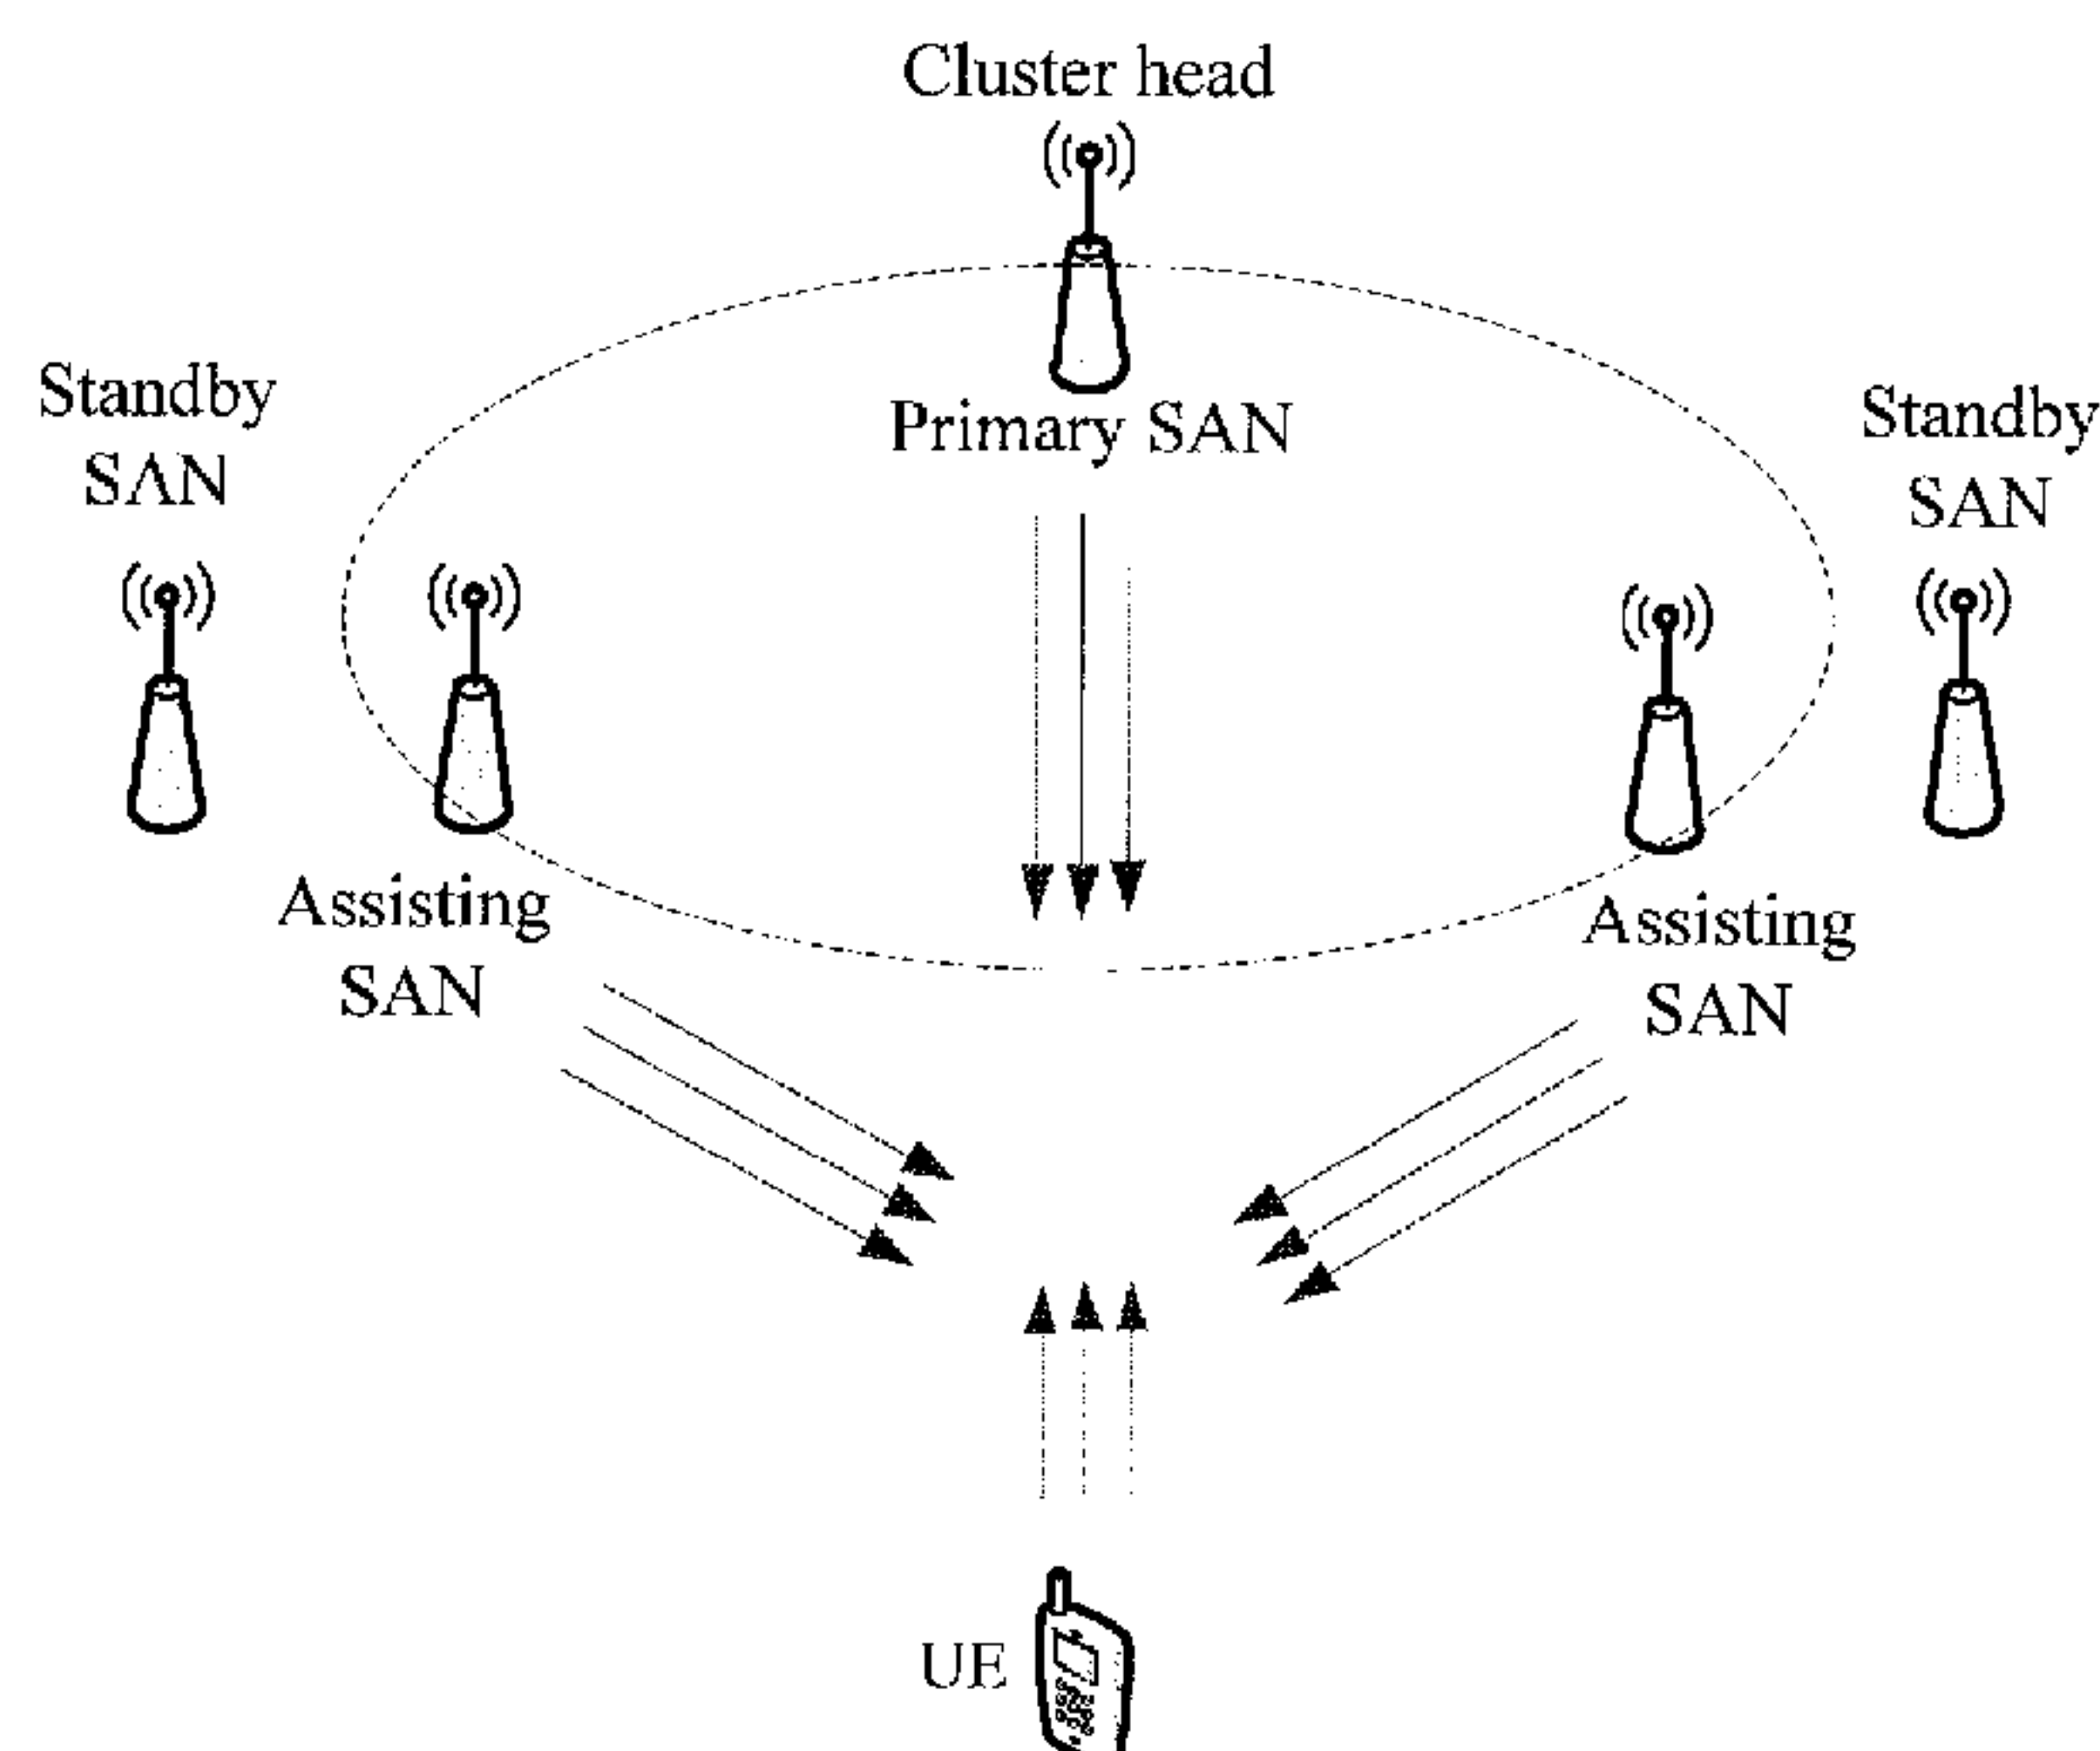 Cluster head
Primary SAN
Standby
SAN
Standby
SAN
Assisting
SAN
Assisting
SAN
UE